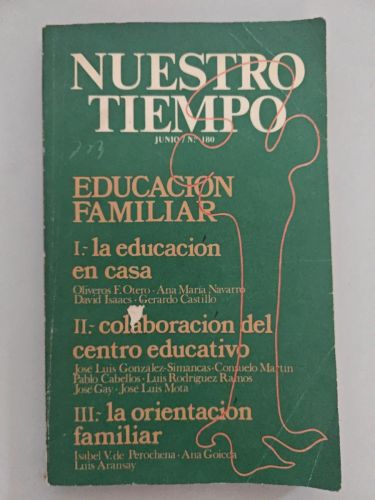 NUESTRO
TIEMPO
JUNIO / N.º 180
EDUCACIÓN
FAMILIAR
I.- la educacion
en casa
Oliveros F. Otero · Ana María Navarro
David Isaacs · Gerardo Castillo
II.- colaboracion del
centro educativo
José Luis González-Simancas · Consuelo Martín
Pablo Cabellos · Luis Rodríguez Ramos
José Gay · José Luis Mota
III.- la orientacion
familiar
Isabel V. de Perochena · Ana Goicea
Luis Aransay